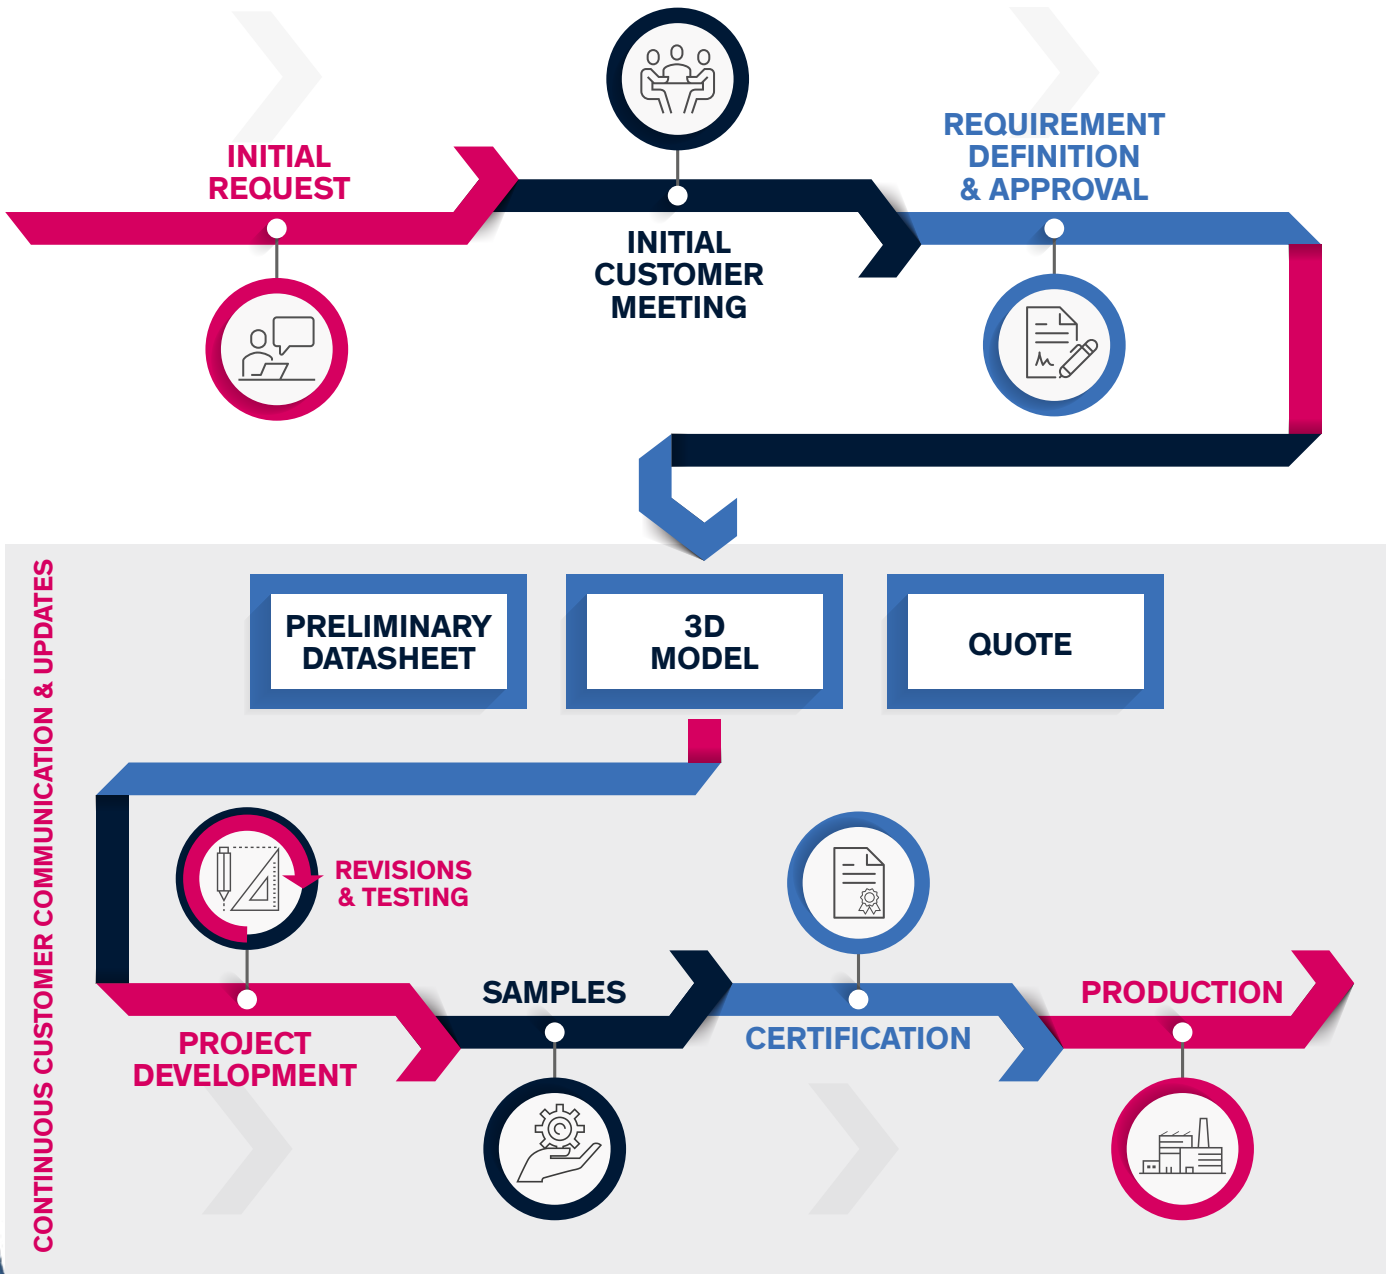 INITIAL
REQUEST
INITIAL
CUSTOMER
MEETING
REQUIREMENT
DEFINITION
& APPROVAL
CONTINUOUS CUSTOMER COMMUNICATION & UPDATES
PRELIMINARY
DATASHEET
3D
MODEL
QUOTE
REVISIONS
& TESTING
PROJECT
DEVELOPMENT
SAMPLES
CERTIFICATION
PRODUCTION